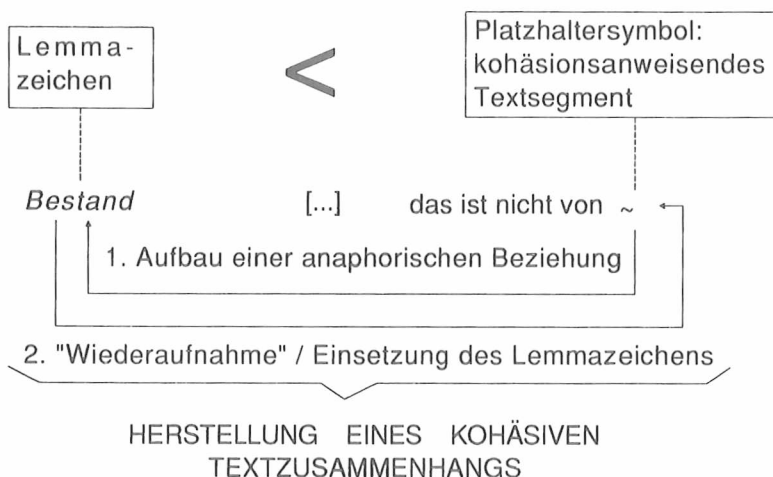 Lemma-
zeichen
<
Platzhaltersymbol:
kohäsionsanweisendes
Textsegment
Bestand [...] das ist nicht von ~
1. Aufbau einer anaphorischen Beziehung
2. "Wiederaufnahme" / Einsetzung des Lemmazeichens
HERSTELLUNG EINES KOHÄSIVEN
TEXTZUSAMMENHANGS